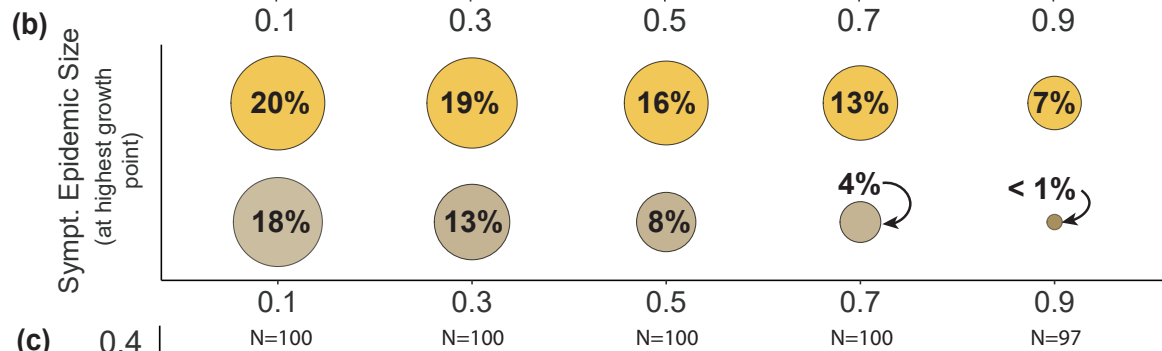 (b)
0.1 0.3 0.5 0.7 0.9
Sympt. Epidemic Size
(at highest growth
point)
20% 19% 16% 13% 7%
18% 13% 8% 4% < 1%
0.1 0.3 0.5 0.7 0.9
(c) 0.4 N=100 N=100 N=100 N=100 N=97